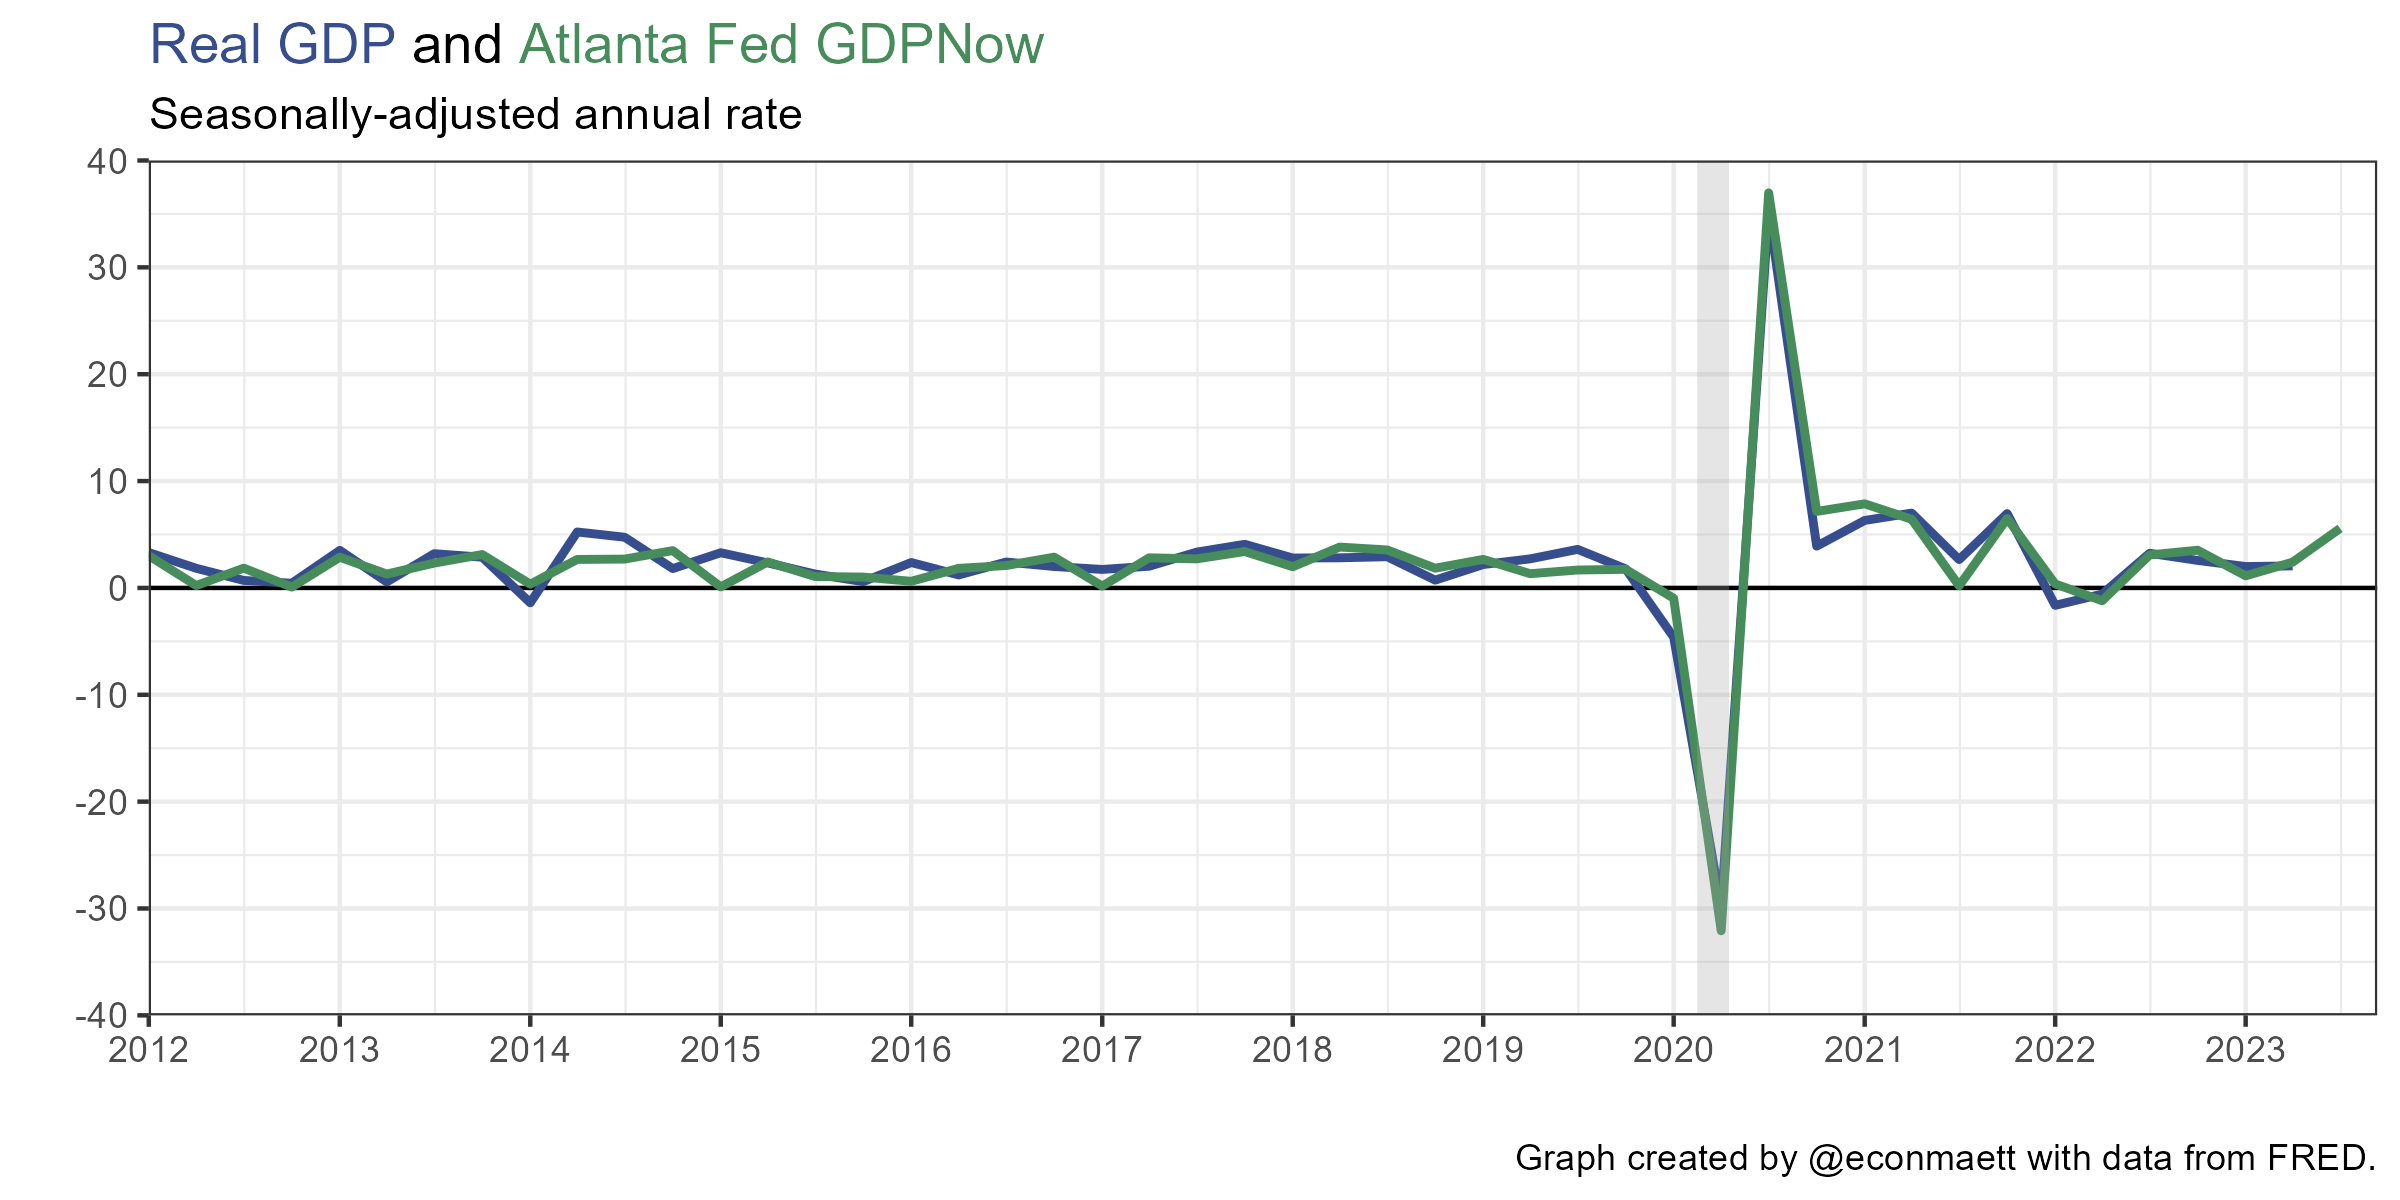 Real GDP and Atlanta Fed GDPNow
Seasonally-adjusted annual rate
40
30
20
10
0
-10
-20
-30
-40
2012 2013 2014 2015 2016 2017 2018 2019 2020 2021 2022 2023
Graph created by @econmaett with data from FRED.